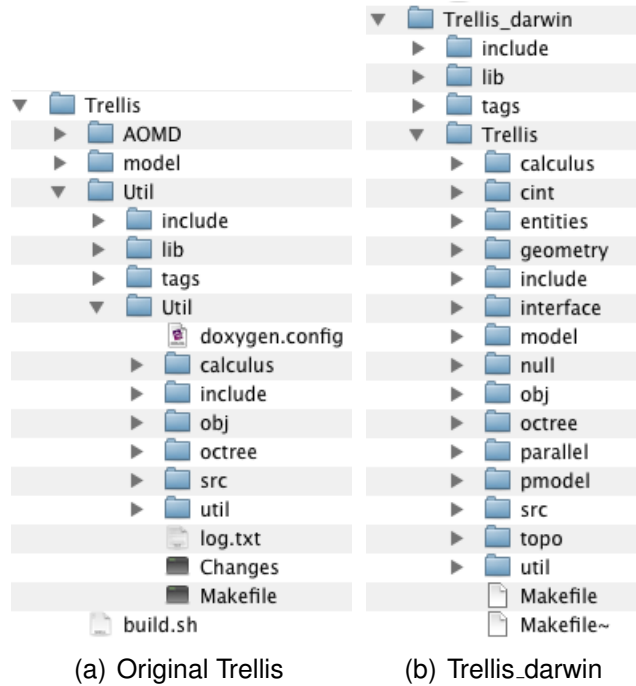 Trellis
AOMD
model
Util
include
lib
tags
Util
doxygen.config
calculus
include
obj
octree
src
util
log.txt
Changes
Makefile
build.sh
(a) Original Trellis
Trellis_darwin
include
lib
tags
Trellis
calculus
cint
entities
geometry
include
interface
model
null
obj
octree
parallel
pmodel
src
topo
util
Makefile
Makefile~
(b) Trellis_darwin